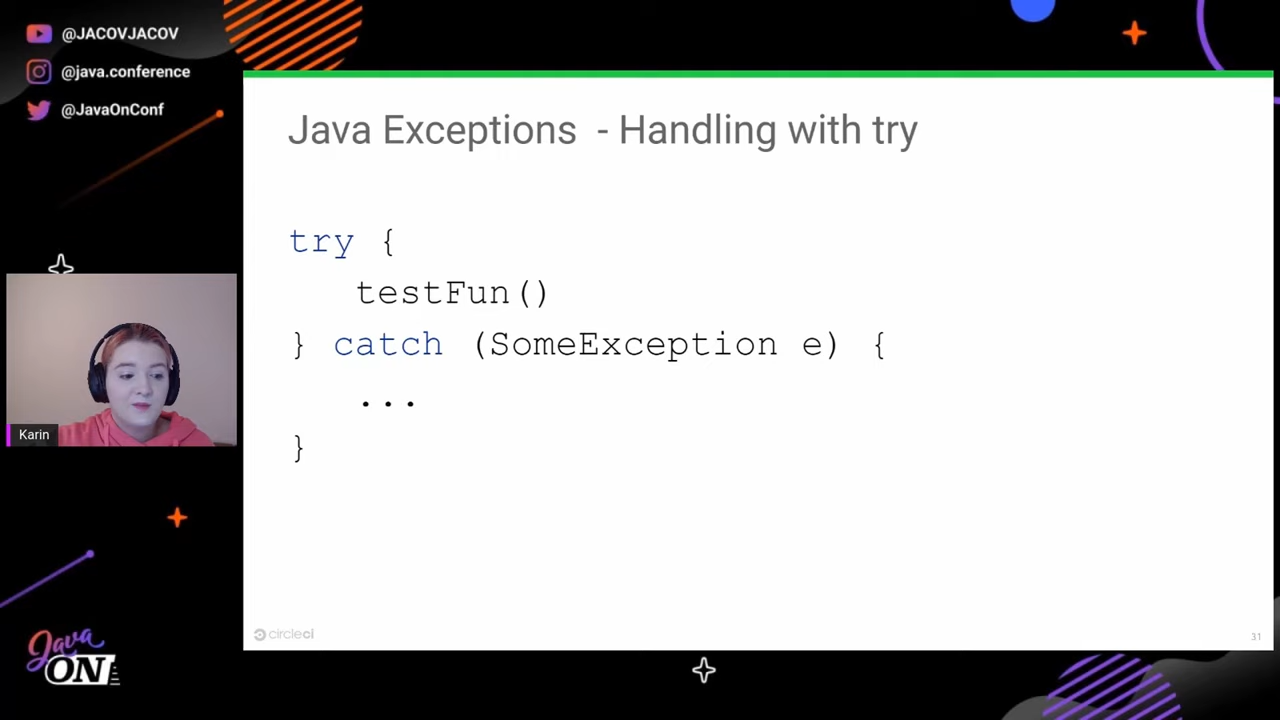 @JACOVJACOV
@java.conference
@JavaOnConf
Java Exceptions - Handling with try
try {
testFun()
} catch (SomeException e) {
...
}
Karin
circleci
31
Java
ON